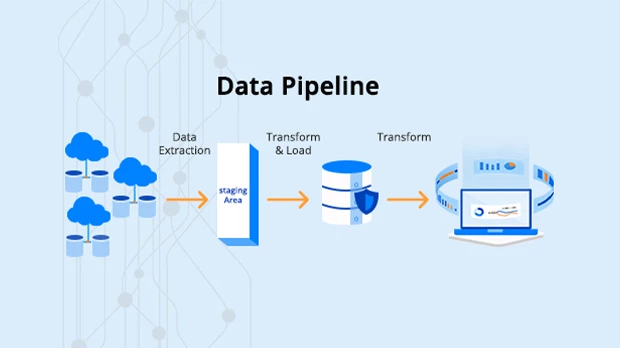 Data Pipeline
Data
Extraction
Transform
& Load
Transform
staging
Area